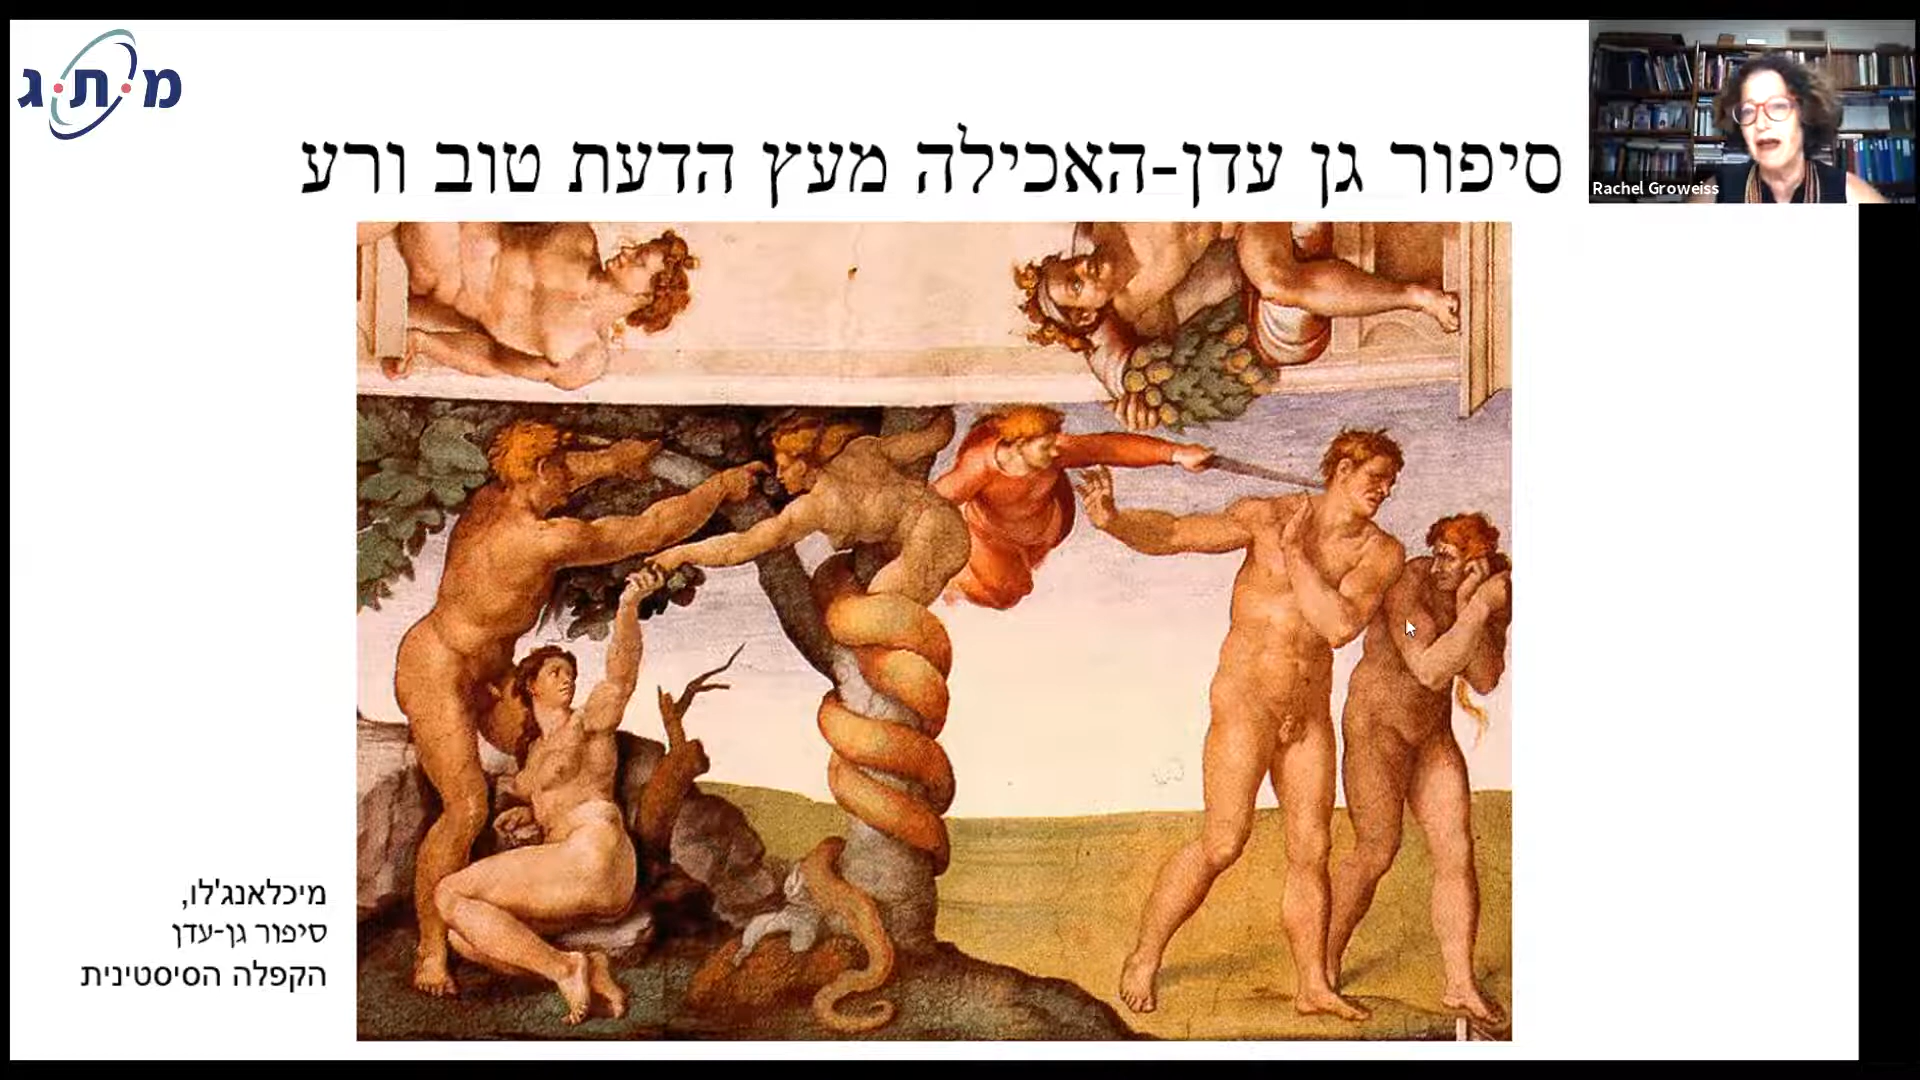 מ.ת.ג
סיפור גן עדן-האכילה מעץ הדעת טוב ורע
Rachel Groweiss
מיכלאנג'לו,
סיפור גן-עדן
הקפלה הסיסטינית